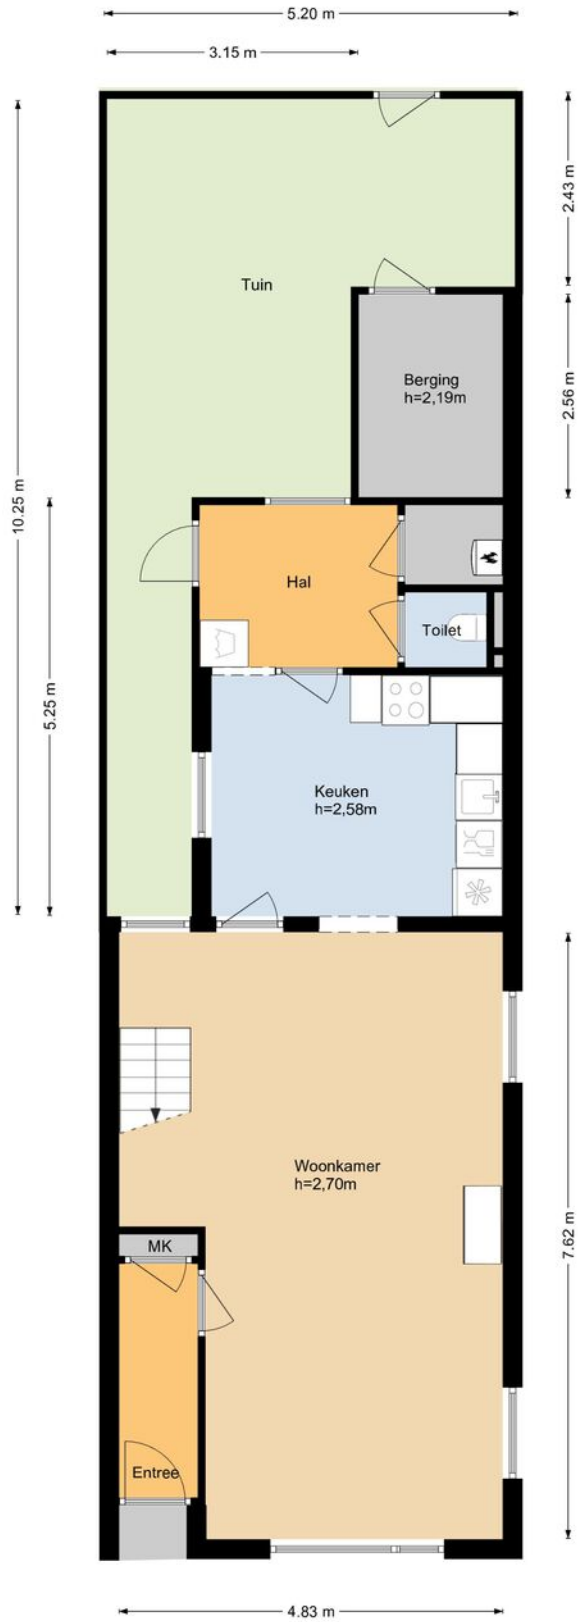 5.20 m
3.15 m
2.43 m
Tuin
Berging
h=2,19m
2.56 m
10.25 m
Hal
Toilet
5.25 m
Keuken
h=2,58m
Woonkamer
h=2,70m
7.62 m
MK
Entree
4.83 m